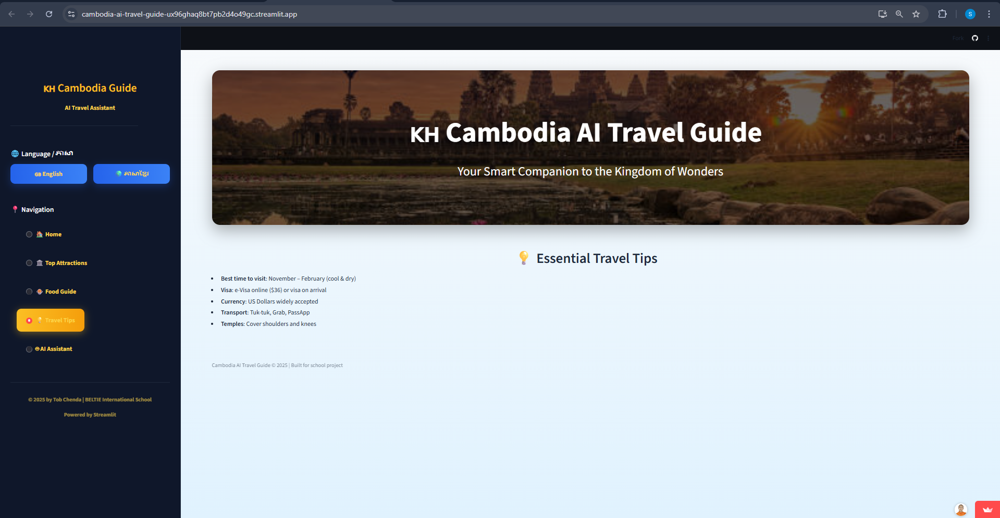 cambodia-ai-travel-guide-ux96ghaq8bt7pb2d4o49gc.streamlit.app
S
Fork
KH Cambodia Guide
AI Travel Assistant
Language / ភាសា
GB English
ភាសាខ្មែរ
Navigation
Home
Top Attractions
Food Guide
Travel Tips
AI Assistant
© 2025 by Tob Chenda | BELTIE International School
Powered by Streamlit
KH Cambodia AI Travel Guide
Your Smart Companion to the Kingdom of Wonders
Essential Travel Tips
• Best time to visit: November – February (cool & dry)
• Visa: e-Visa online ($36) or visa on arrival
• Currency: US Dollars widely accepted
• Transport: Tuk-tuk, Grab, PassApp
• Temples: Cover shoulders and knees
Cambodia AI Travel Guide © 2025 | Built for school project